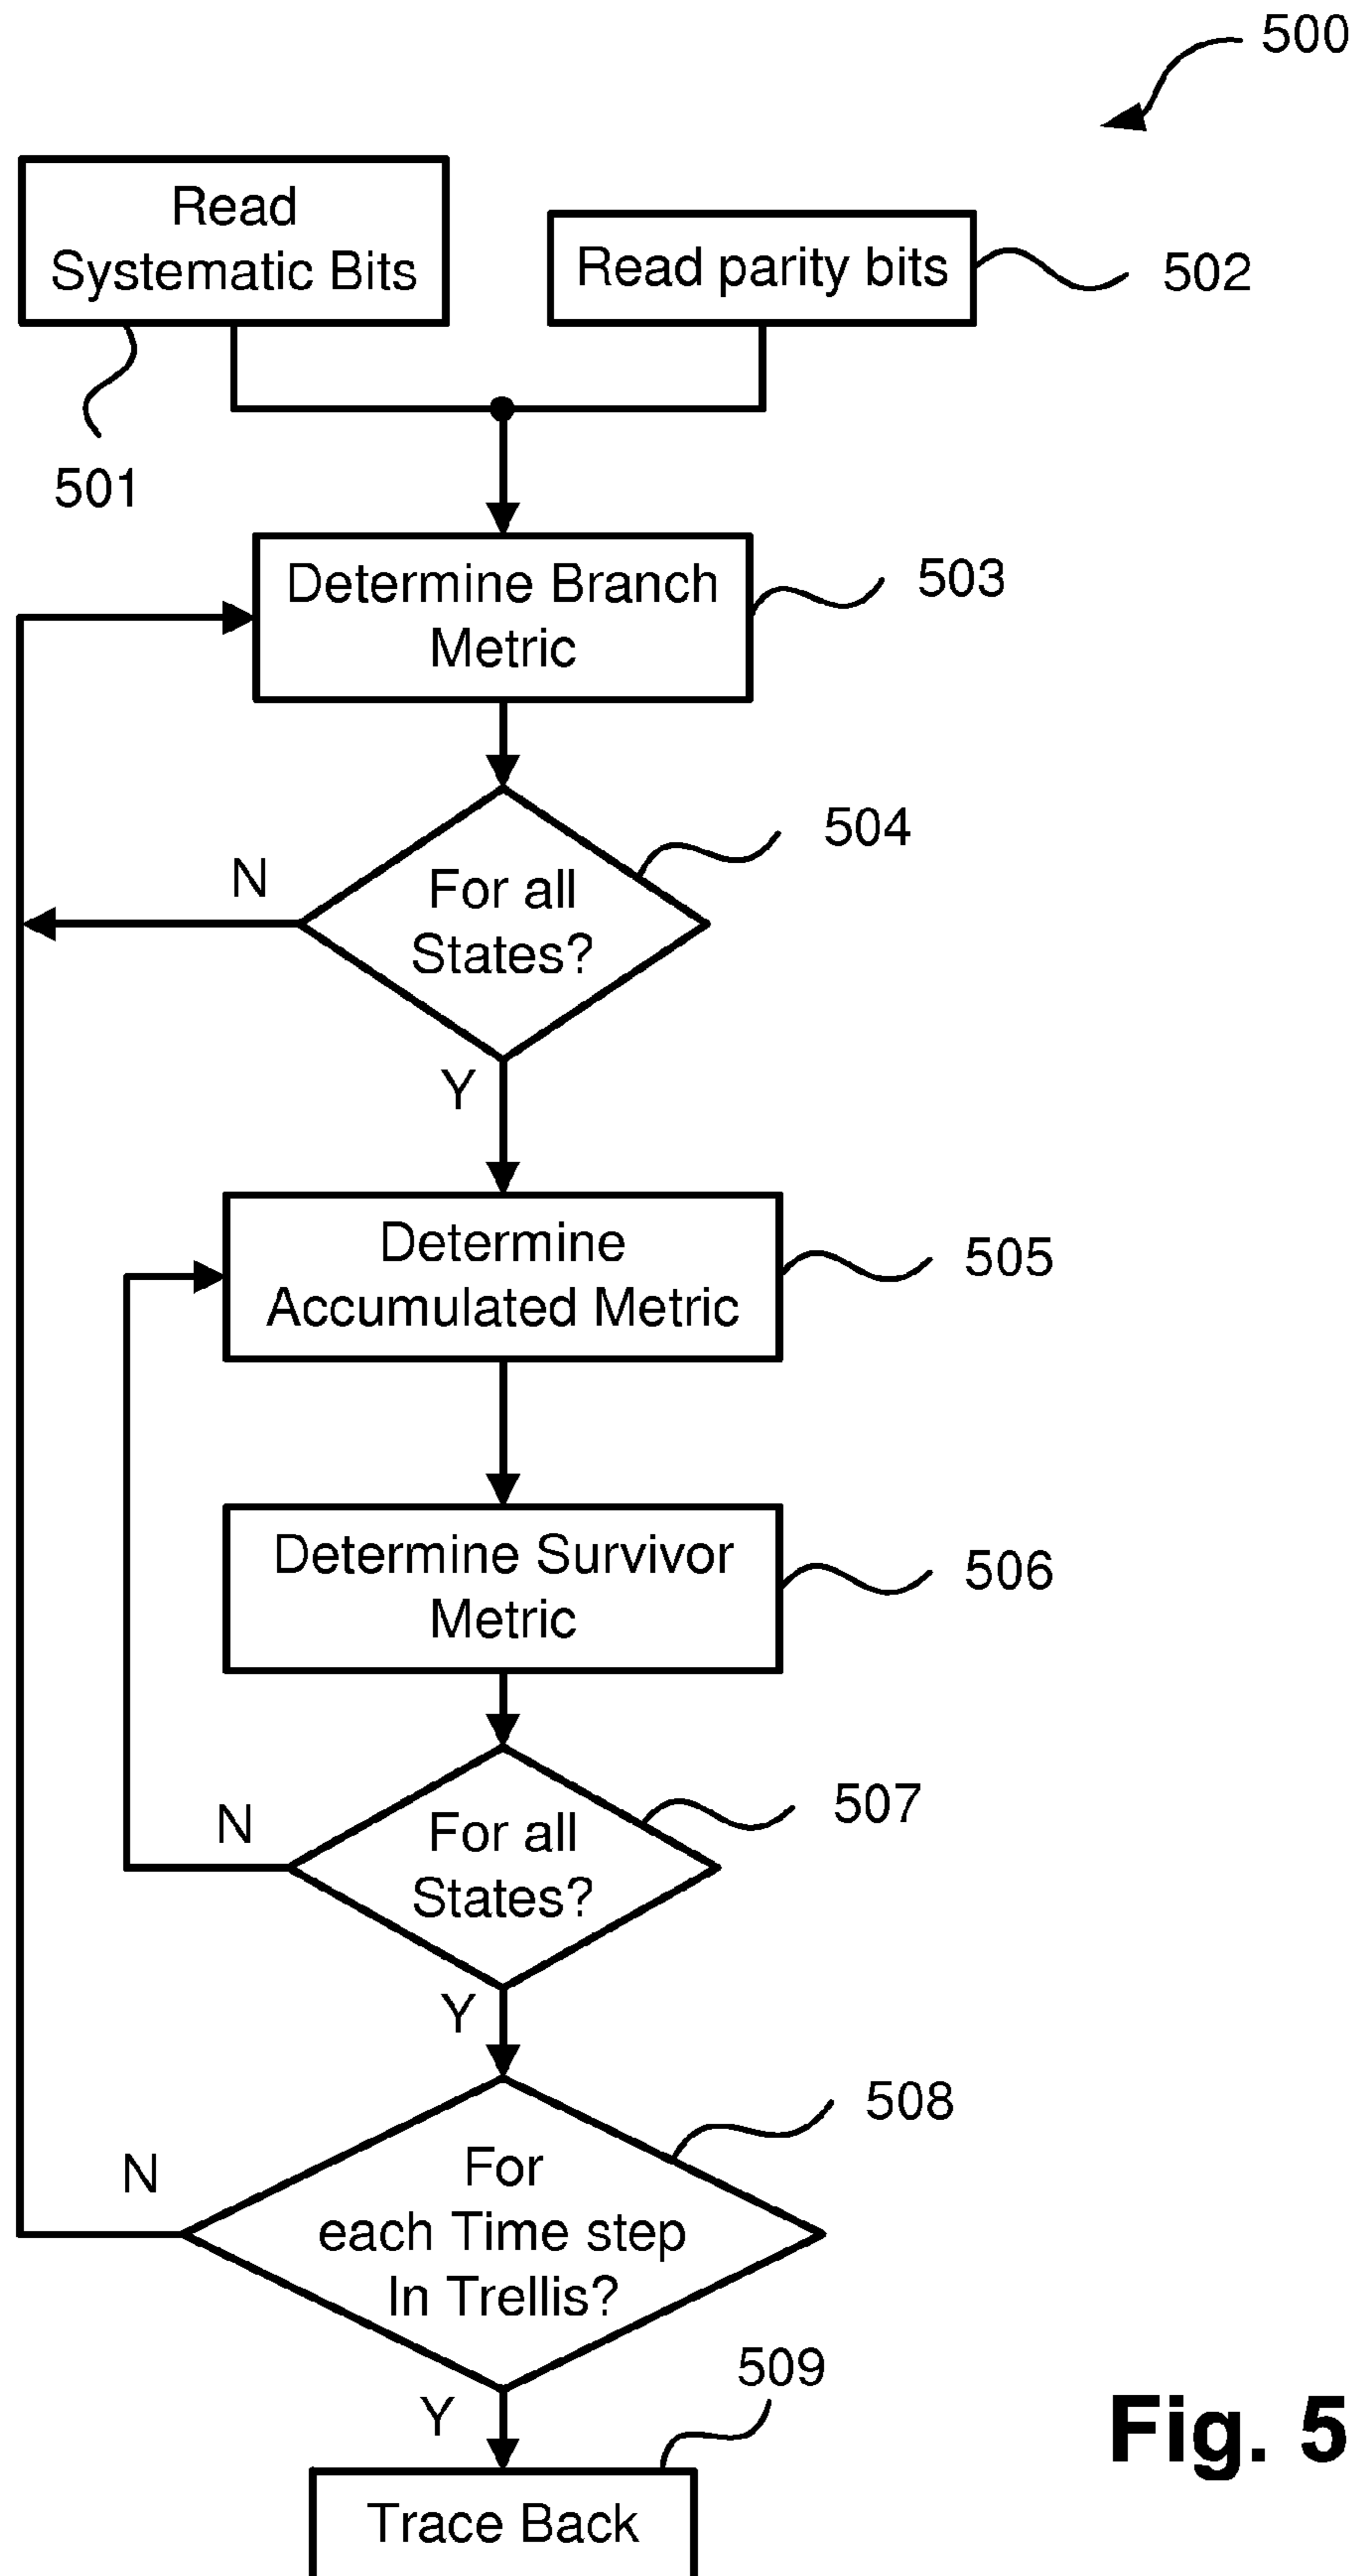 500
Read
Systematic Bits
Read parity bits
502
501
Determine Branch
Metric
503
504
N
For all
States?
Y
Determine
Accumulated Metric
505
Determine Survivor
Metric
506
507
N
For all
States?
Y
508
N
For
each Time step
In Trellis?
509
Y
Fig. 5
Trace Back